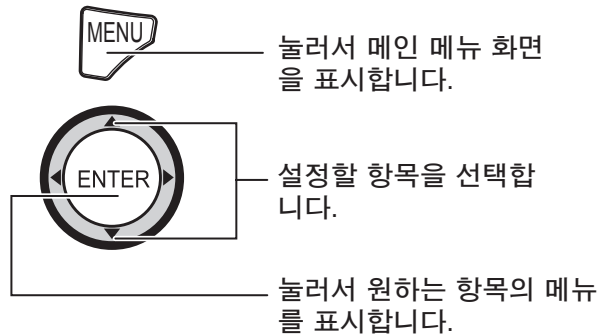 MENU
눌러서 메인 메뉴 화면
을 표시합니다.
ENTER
설정할 항목을 선택합
니다.
눌러서 원하는 항목의 메뉴
를 표시합니다.